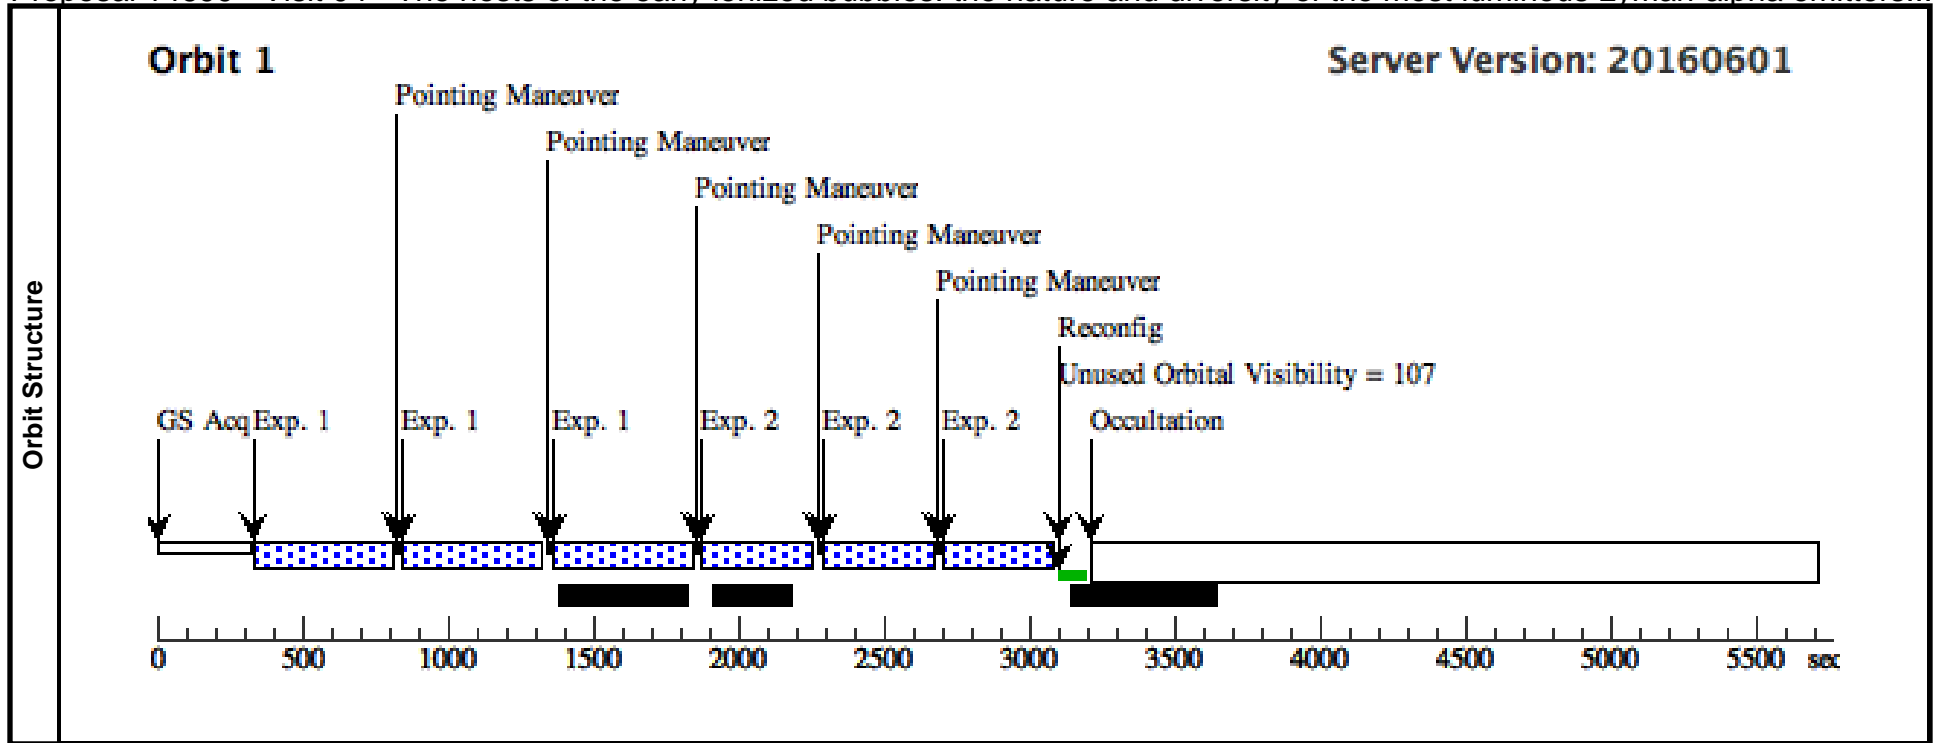 Orbit 1
Server Version: 20160601
Pointing Maneuver
Pointing Maneuver
Pointing Maneuver
Pointing Maneuver
Pointing Maneuver
Reconfig
Unused Orbital Visibility = 107
GS Acq Exp. 1 Exp. 1 Exp. 1 Exp. 2 Exp. 2 Exp. 2 Occultation
Orbit Structure
0 500 1000 1500 2000 2500 3000 3500 4000 4500 5000 5500 sec